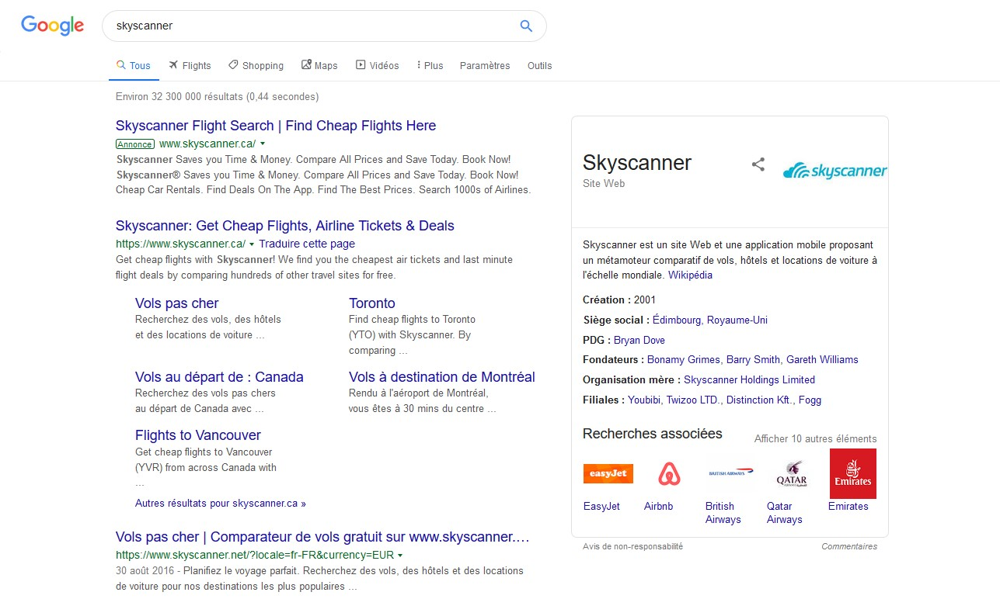 Google
skyscanner
Tous Flights Shopping Maps Vidéos Plus Paramètres Outils
Environ 32 300 000 résultats (0,44 secondes)
Skyscanner Flight Search | Find Cheap Flights Here
Annonce www.skyscanner.ca/
Skyscanner Saves you Time & Money. Compare All Prices and Save Today. Book Now!
Skyscanner® Saves you Time & Money. Compare All Prices and Save Today. Book Now!
Cheap Car Rentals. Find Deals On The App. Find The Best Prices. Search 1000s of Airlines.
Skyscanner: Get Cheap Flights, Airline Tickets & Deals
https://www.skyscanner.ca/ Traduire cette page
Get cheap flights with Skyscanner! We find you the cheapest air tickets and last minute
flight deals by comparing hundreds of other travel sites for free.
Vols pas cher
Recherchez des vols, des hôtels
et des locations de voiture ...
Toronto
Find cheap flights to Toronto
(YTO) with Skyscanner. By
comparing ...
Vols au départ de : Canada
Recherchez des vols pas chers
au départ de Canada avec ...
Vols à destination de Montréal
Rendu à l'aéroport de Montréal,
vous êtes à 30 mins du centre ...
Flights to Vancouver
Get cheap flights to Vancouver
(YVR) from across Canada with
...
Autres résultats pour skyscanner.ca »
Vols pas cher | Comparateur de vols gratuit sur www.skyscanner....
https://www.skyscanner.net/?locale=fr-FR&currency=EUR
30 août 2016 - Planifiez le voyage parfait. Recherchez des vols, des hôtels et des locations
de voiture pour nos destinations les plus populaires ...
Skyscanner
Site Web
skyscanner
Skyscanner est un site Web et une application mobile proposant
un métamoteur comparatif de vols, hôtels et locations de voiture à
l'échelle mondiale. Wikipédia
Création : 2001
Siège social : Édimbourg, Royaume-Uni
PDG : Bryan Dove
Fondateurs : Bonamy Grimes, Barry Smith, Gareth Williams
Organisation mère : Skyscanner Holdings Limited
Filiales : Youbibi, Twizoo LTD., Distinction Kft., Fogg
Recherches associées
Afficher 10 autres éléments
easyJet
BRITISH AIRWAYS
QATAR
Emirates
EasyJet
Airbnb
British
Airways
Qatar
Airways
Emirates
Avis de non-responsabilité
Commentaires